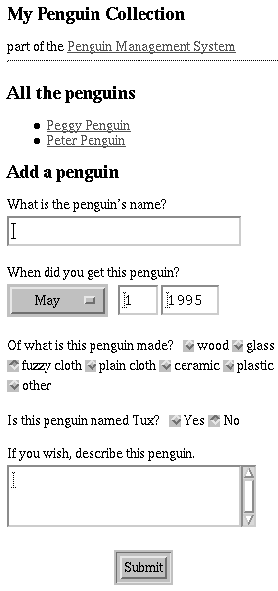 My Penguin Collection
part of the Penguin Management System
All the penguins
Peggy Penguin
Peter Penguin
Add a penguin
What is the penguin's name?
When did you get this penguin?
May 1 1995
Of what is this penguin made? wood glass
fuzzy cloth plain cloth ceramic plastic
other
Is this penguin named Tux? Yes No
If you wish, describe this penguin.
Submit